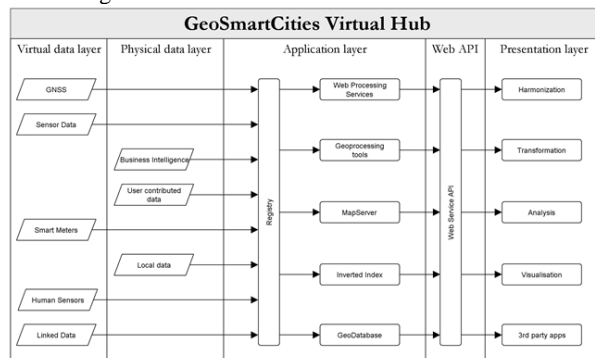 GeoSmartCities Virtual Hub
Virtual data layer
Physical data layer
Application layer
Web API
Presentation layer
GNSS
Sensor Data
Business Intelligence
User contributed
data
Smart Meters
Local data
Human Sensors
Linked Data
Registry
Web Processing
Services
Geoprocessing
tools
MapServer
Inverted Index
GeoDatabase
Web Service API
Harmonization
Transformation
Analysis
Visualisation
3rd party apps